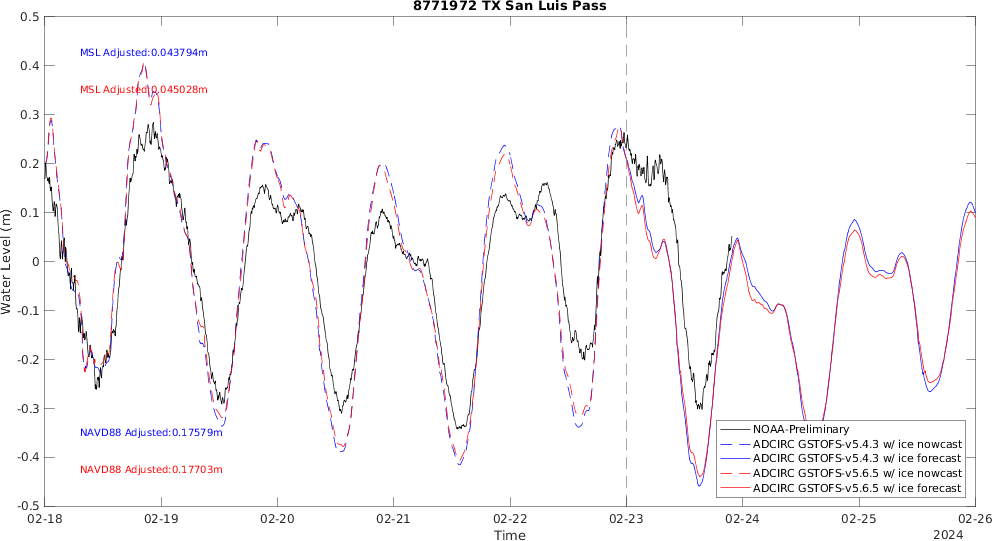 8771972 TX San Luis Pass
0.5
0.4
0.3
0.2
0.1
0
-0.1
-0.2
-0.3
-0.4
-0.5
Water Level (m)
MSL Adjusted:0.043794m
MSL Adjusted:0.045028m
NAVD88 Adjusted:0.17579m
NAVD88 Adjusted:0.17703m
NOAA-Preliminary
ADCIRC GSTOFS-v5.4.3 w/ ice nowcast
ADCIRC GSTOFS-v5.4.3 w/ ice forecast
ADCIRC GSTOFS-v5.6.5 w/ ice nowcast
ADCIRC GSTOFS-v5.6.5 w/ ice forecast
02-18 02-19 02-20 02-21 02-22 02-23 02-24 02-25 02-26
Time
2024